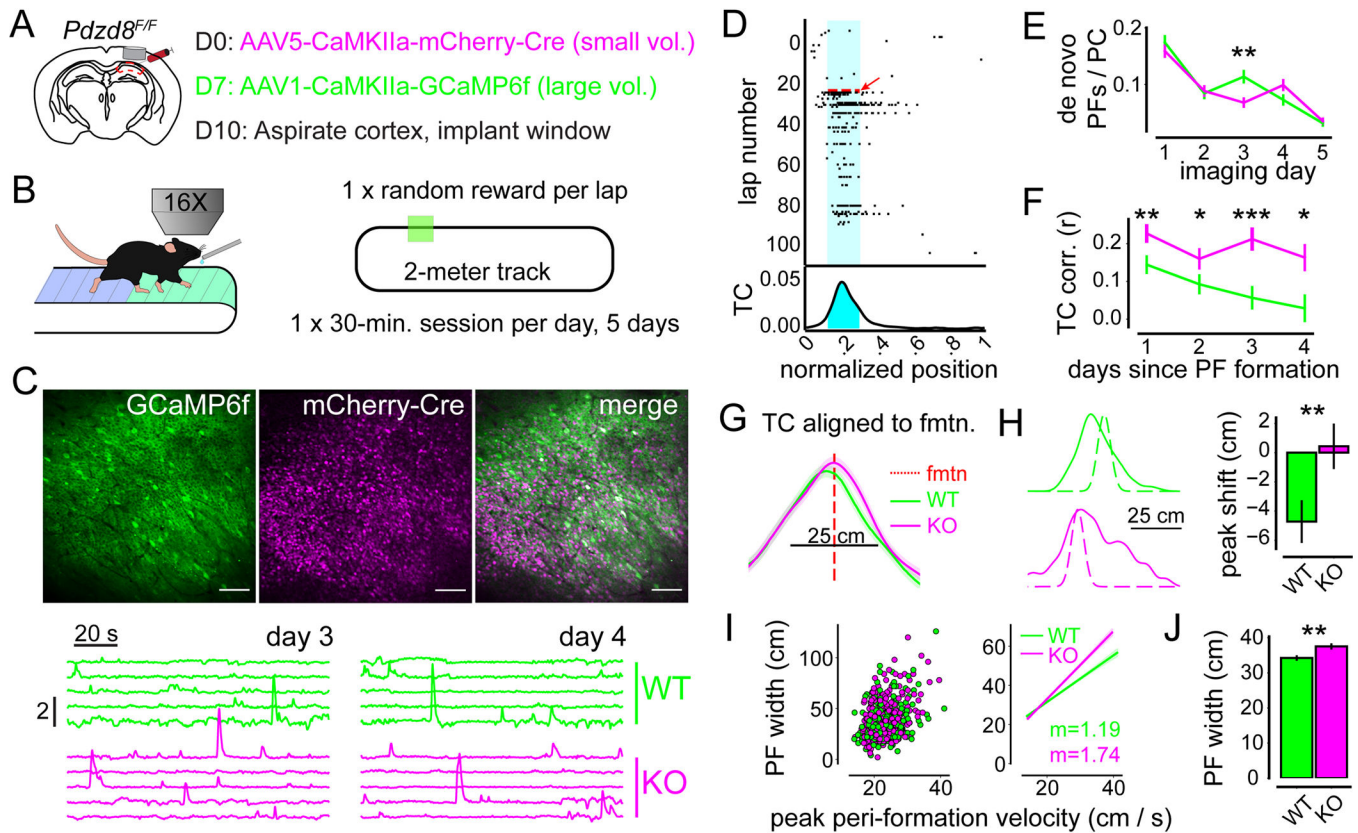 A
Pdzd8F/F
D0: AAV5-CaMKIIa-mCherry-Cre (small vol.)
D7: AAV1-CaMKIIa-GCaMP6f (large vol.)
D10: Aspirate cortex, implant window
B
16X
1 x random reward per lap
2-meter track
1 x 30-min. session per day, 5 days
C
GCaMP6f
mCherry-Cre
merge
20 s
day 3
day 4
2
WT
KO
D
lap number
0
20
40
60
80
100
TC
0.05
0.00
0
.2
.4
.6
.8
1
normalized position
E
de novo
PFs / PC
0.2
0.1
**
1 2 3 4 5
imaging day
F
TC corr. (r)
** * *** *
0.2
0.1
0.0
1 2 3 4
days since PF formation
G
TC aligned to fmtn.
fmtn
WT
KO
25 cm
H
25 cm
peak shift (cm)
**
2
0
−2
−4
−6
WT
KO
I
PF width (cm)
100
50
0
20 30 40
60
40
20
0
WT
KO
m=1.19
m=1.74
20 40
peak peri-formation velocity (cm / s)
J
PF width (cm)
**
40
30
20
10
0
WT
KO